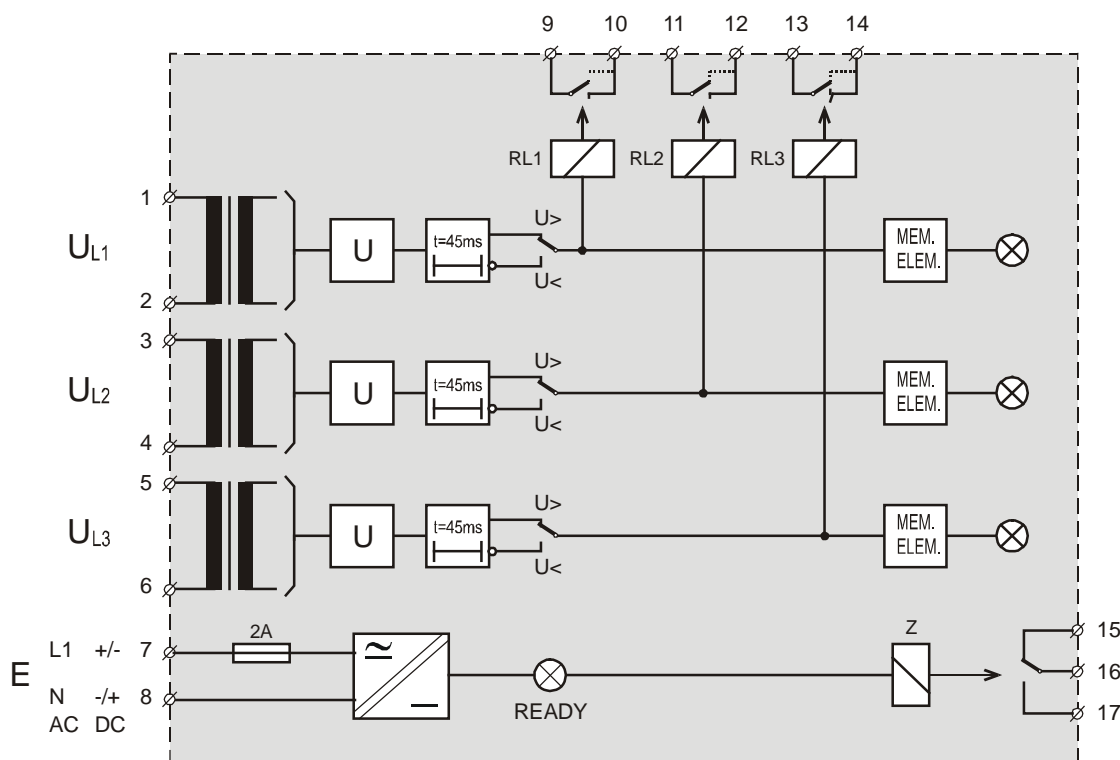 9 10 11 12 13 14
RL1 RL2 RL3
1
U> MEM.
UL1 U t=45ms ELEM.
U<
2
3
U> MEM.
UL2 U t=45ms ELEM.
U<
4
5
U> MEM.
UL3 U t=45ms ELEM.
U<
6
2A Z 15
L1 +/- 7
E 16
N -/+ 8
READY 17
AC DC